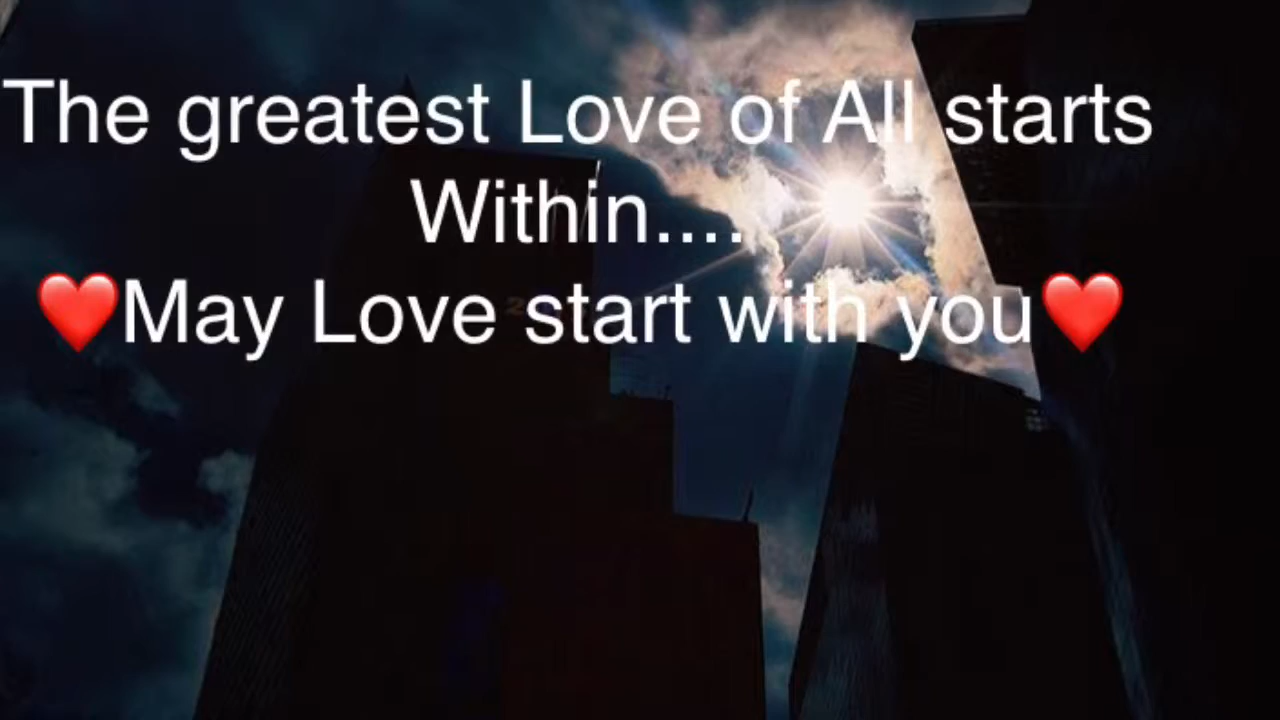 The greatest Love of All starts
Within....
❤️May Love start with you❤️